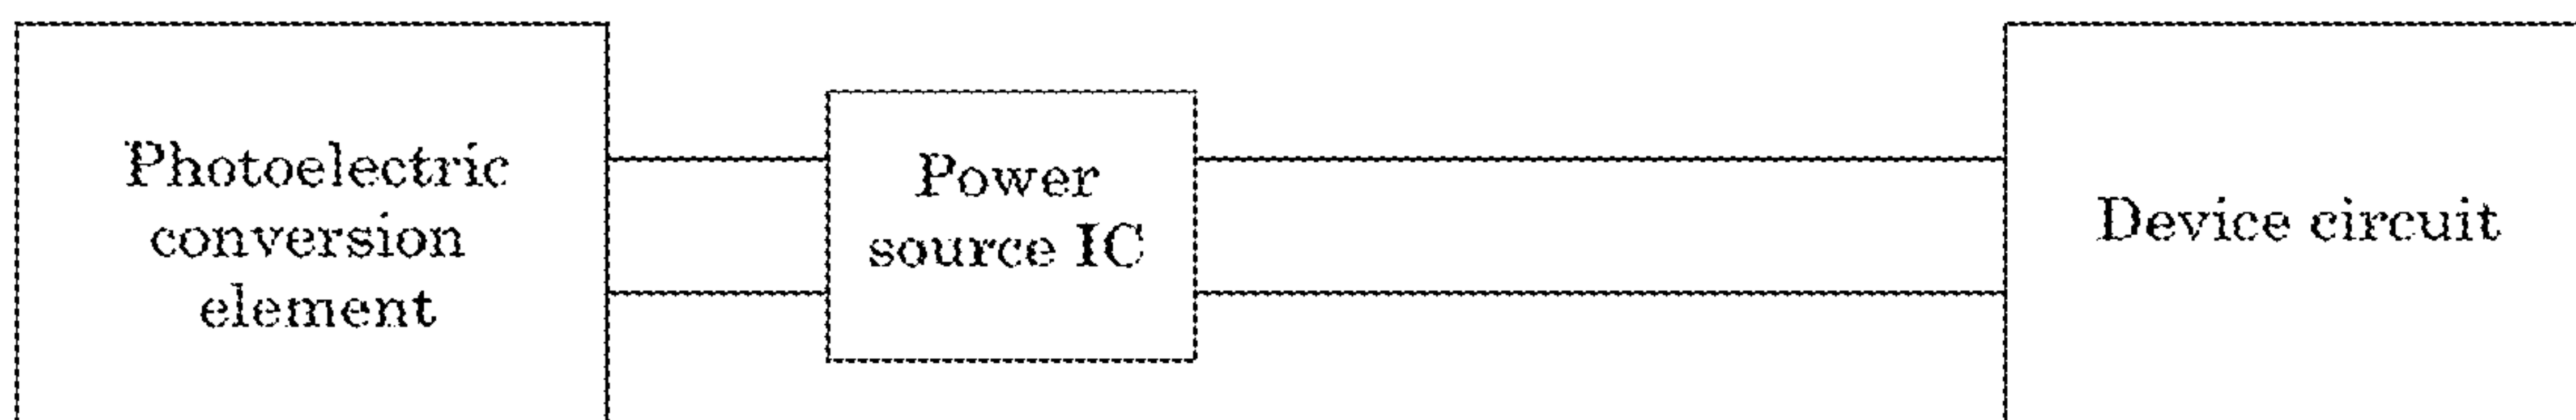 Photoelectric
conversion
element
Power
source IC
Device circuit